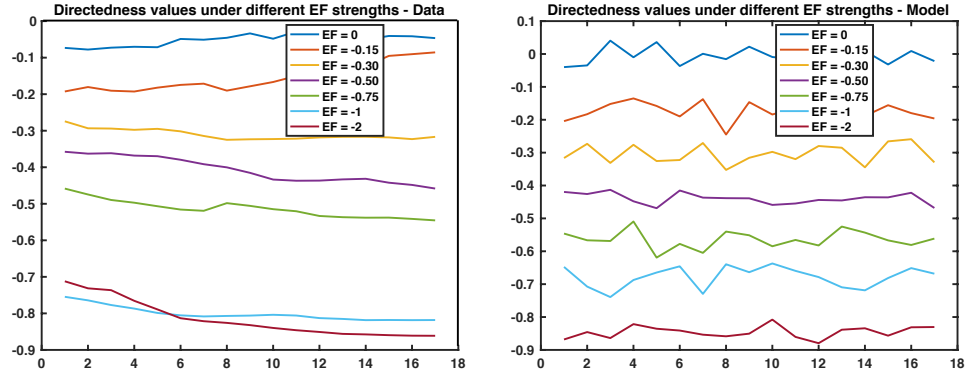 Directedness values under different EF strengths - Data
0
-0.1
-0.2
-0.3
-0.4
-0.5
-0.6
-0.7
-0.8
-0.9
0 2 4 6 8 10 12 14 16 18
EF = 0
EF = -0.15
EF = -0.30
EF = -0.50
EF = -0.75
EF = -1
EF = -2
Directedness values under different EF strengths - Model
0.1
0
-0.1
-0.2
-0.3
-0.4
-0.5
-0.6
-0.7
-0.8
-0.9
0 2 4 6 8 10 12 14 16 18
EF = 0
EF = -0.15
EF = -0.30
EF = -0.50
EF = -0.75
EF = -1
EF = -2